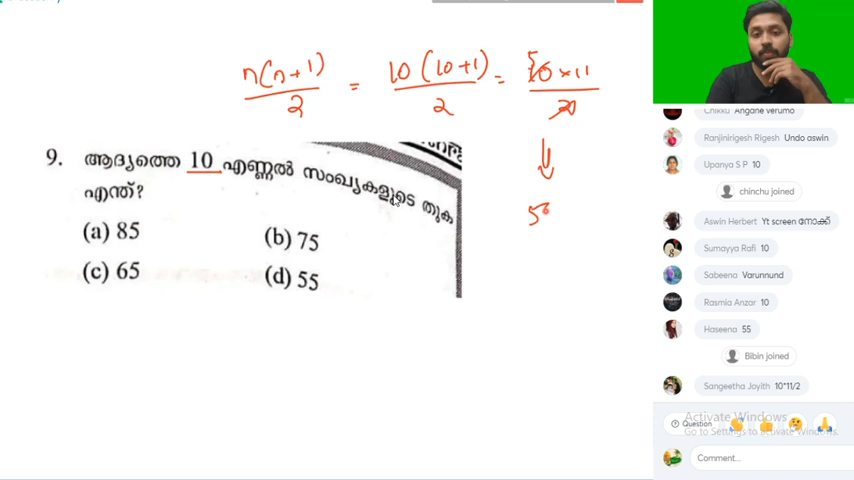 n(n+1)/2 = 10(10+1)/2 = 10×11/2
5
9. ആദ്യത്തെ 10 എണ്ണൽ സംഖ്യകളുടെ തുക
എന്ത്?
(a) 85
(b) 75
(c) 65
(d) 55
Chikku Angane verumo
Ranjinirigesh Rigesh Undo aswin
Upanya S P 10
chinchu joined
Aswin Herbert Yt screen നോക്ക്
Sumayya Rafi 10
Sabeena Varunnund
Rasmia Anzar 10
Haseena 55
Bibin joined
Sangeetha Joyith 10*11/2
Activate Windows
Question
Go to Settings to activate Windows.
Comment...